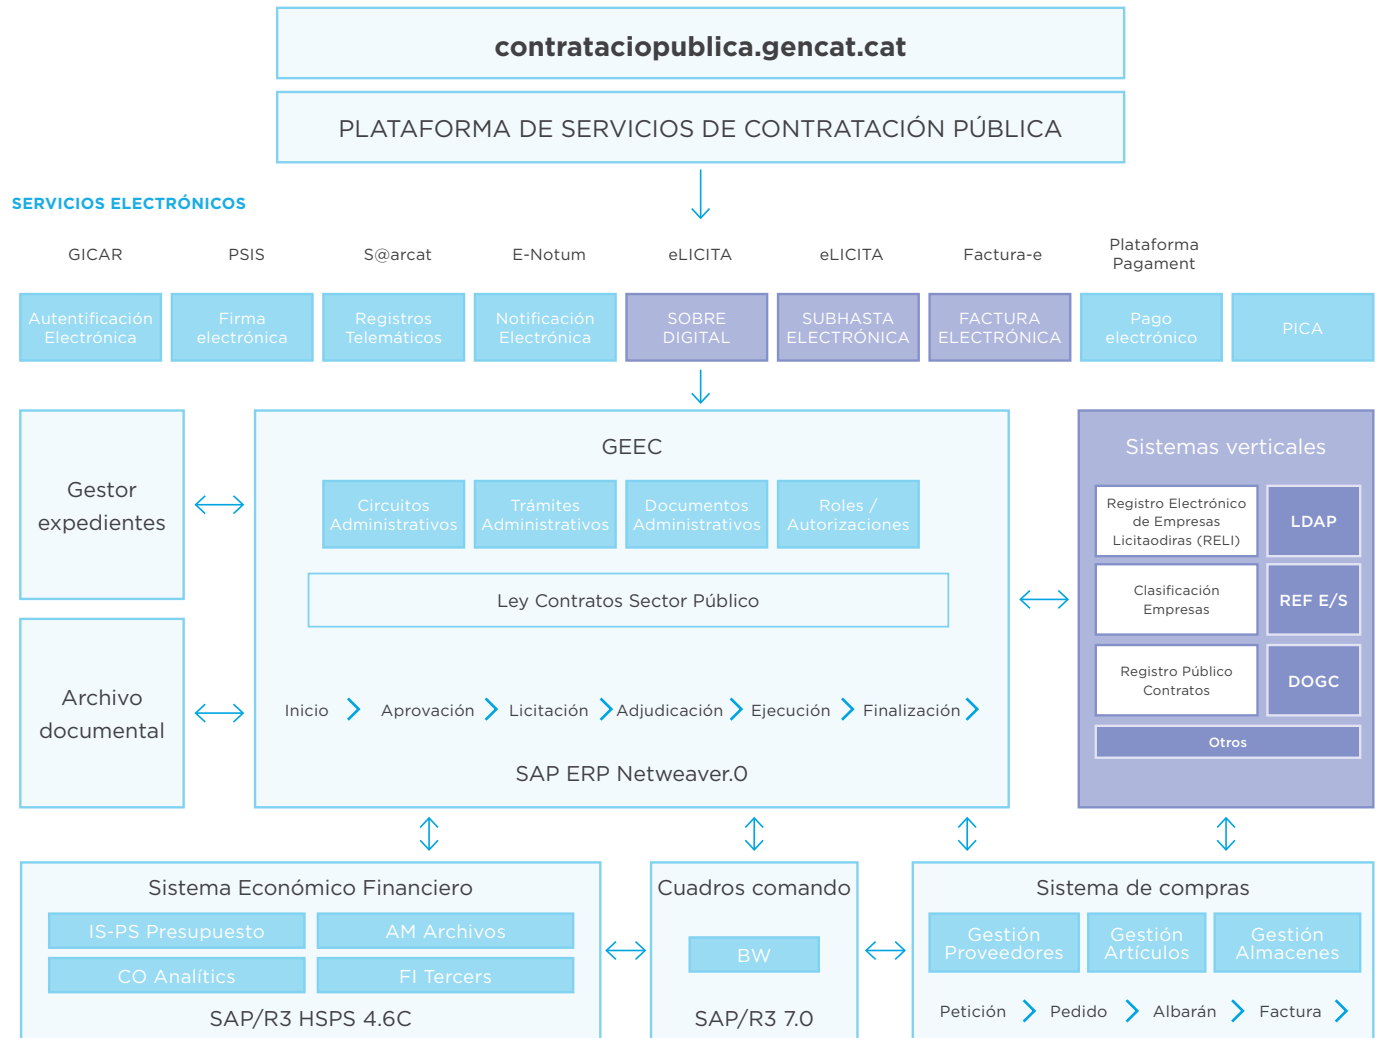 contrataciopublica.gencat.cat
PLATAFORMA DE SERVICIOS DE CONTRATACIÓN PÚBLICA
SERVICIOS ELECTRÓNICOS
GICAR
PSIS
S@arcat
E-Notum
eLICITA
eLICITA
Factura-e
Plataforma
Pagament
Autentificación
Electrónica
Firma
electrónica
Registros
Telemáticos
Notificación
Electrónica
SOBRE
DIGITAL
SUBHASTA
ELECTRÓNICA
FACTURA
ELECTRÓNICA
Pago
electrónico
PICA
Gestor
expedientes
Archivo
documental
GEEC
Circuitos
Administrativos
Trámites
Administrativos
Documentos
Administrativos
Roles /
Autorizaciones
Ley Contratos Sector Público
Inicio
Aprovación
Licitación
Adjudicación
Ejecución
Finalización
SAP ERP Netweaver.0
Sistemas verticales
Registro Electrónico
de Empresas
Licitaodiras (RELI)
LDAP
Clasificación
Empresas
REF E/S
Registro Público
Contratos
DOGC
Otros
Sistema Económico Financiero
IS-PS Presupuesto
AM Archivos
CO Analítics
FI Tercers
SAP/R3 HSPS 4.6C
Cuadros comando
BW
SAP/R3 7.0
Sistema de compras
Gestión
Proveedores
Gestión
Artículos
Gestión
Almacenes
Petición
Pedido
Albarán
Factura